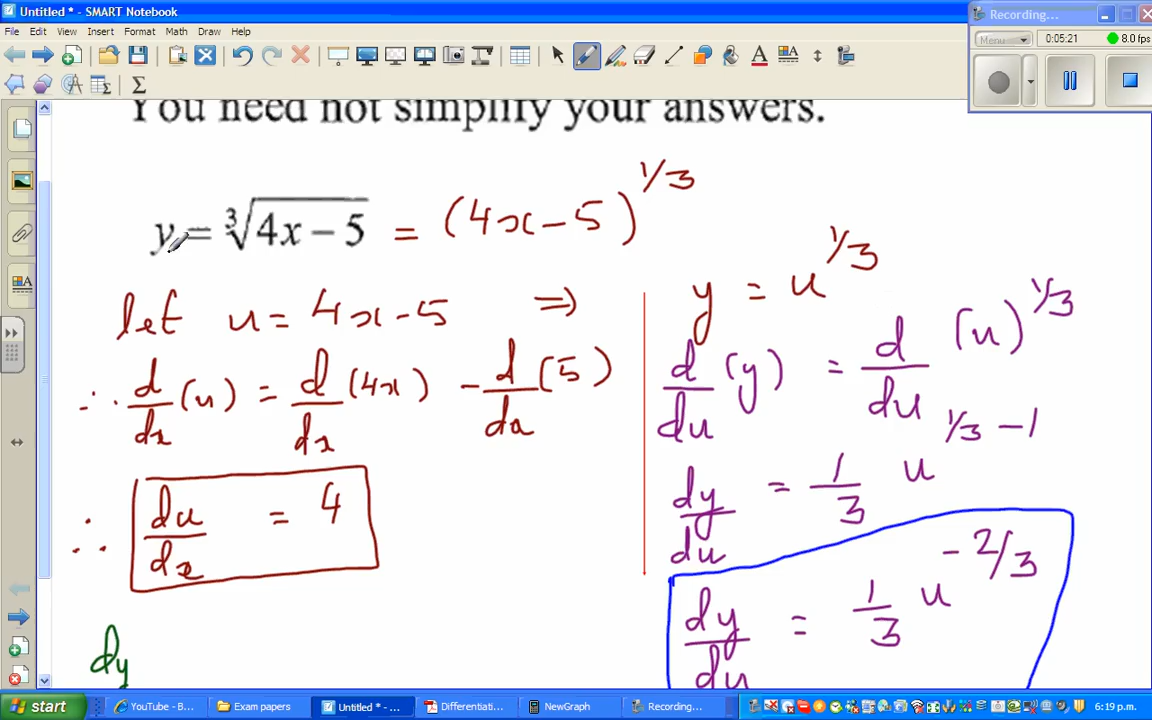 Untitled * - SMART Notebook
File Edit View Insert Format Math Draw Help
Recording...
Menu 0:05:21 8.0 fps
You need not simplify your answers.
y = ∛4x − 5 = (4x − 5)^1/3
let u = 4x − 5 ⇒
∴ d/dx (u) = d/dx (4x) − d/dx (5)
∴ du/dx = 4
dy
y = u^1/3
d/du (y) = d/du (u)^1/3
dy/du = 1/3 u^1/3 − 1
dy/du = 1/3 u^−2/3
start YouTube - B... Exam papers Untitled * - ... Differentiati... NewGraph Recording... 6:19 p.m.